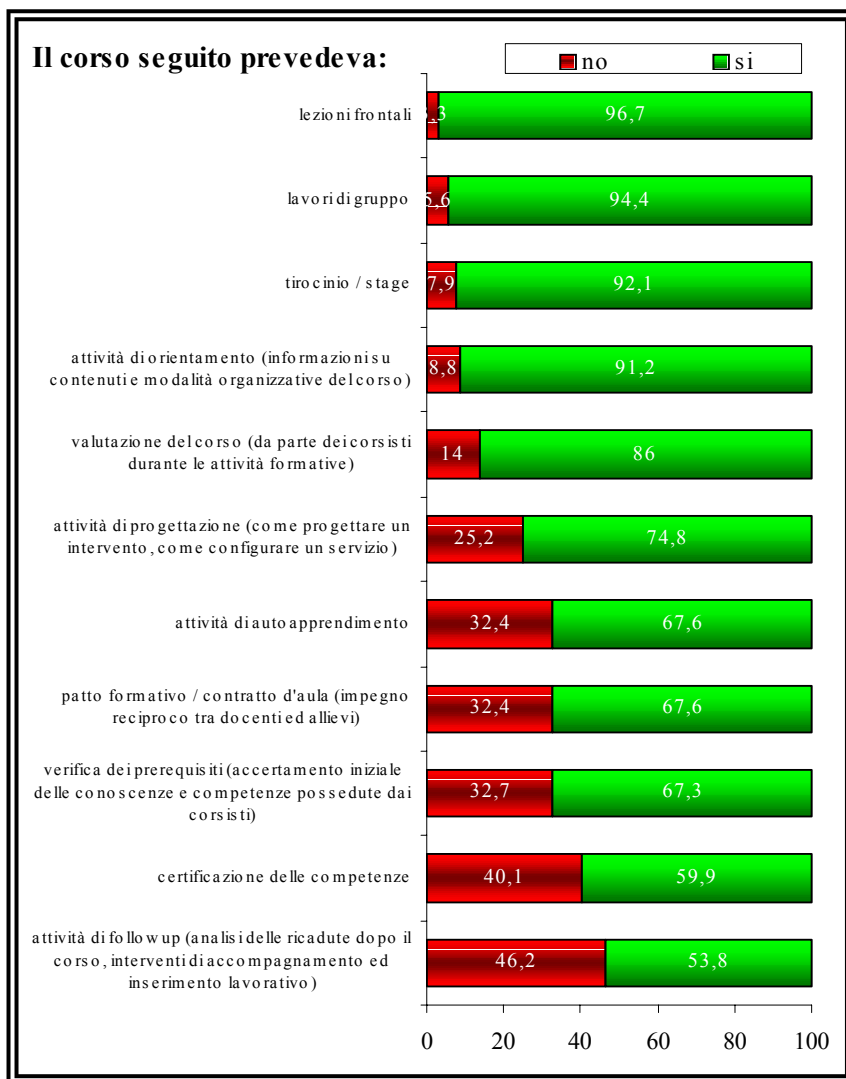 Il corso seguito prevedeva:
no si
lezioni frontali
3,3 96,7
lavori di gruppo
5,6 94,4
tirocinio / stage
7,9 92,1
attività di orientamento (informazioni su
contenuti e modalità organizzative del corso)
8,8 91,2
valutazione del corso (da parte dei corsisti
durante le attività formative)
14 86
attività di progettazione (come progettare un
intervento, come configurare un servizio)
25,2 74,8
attività di autoapprendimento
32,4 67,6
patto formativo / contratto d'aula (impegno
reciproco tra docenti ed allievi)
32,4 67,6
verifica dei prerequisiti (accertamento iniziale
delle conoscenze e competenze possedute dai
corsisti)
32,7 67,3
certificazione delle competenze
40,1 59,9
attività di followup (analisi delle ricadute dopo il
corso, interventi di accompagnamento ed
inserimento lavorativo)
46,2 53,8
0 20 40 60 80 100